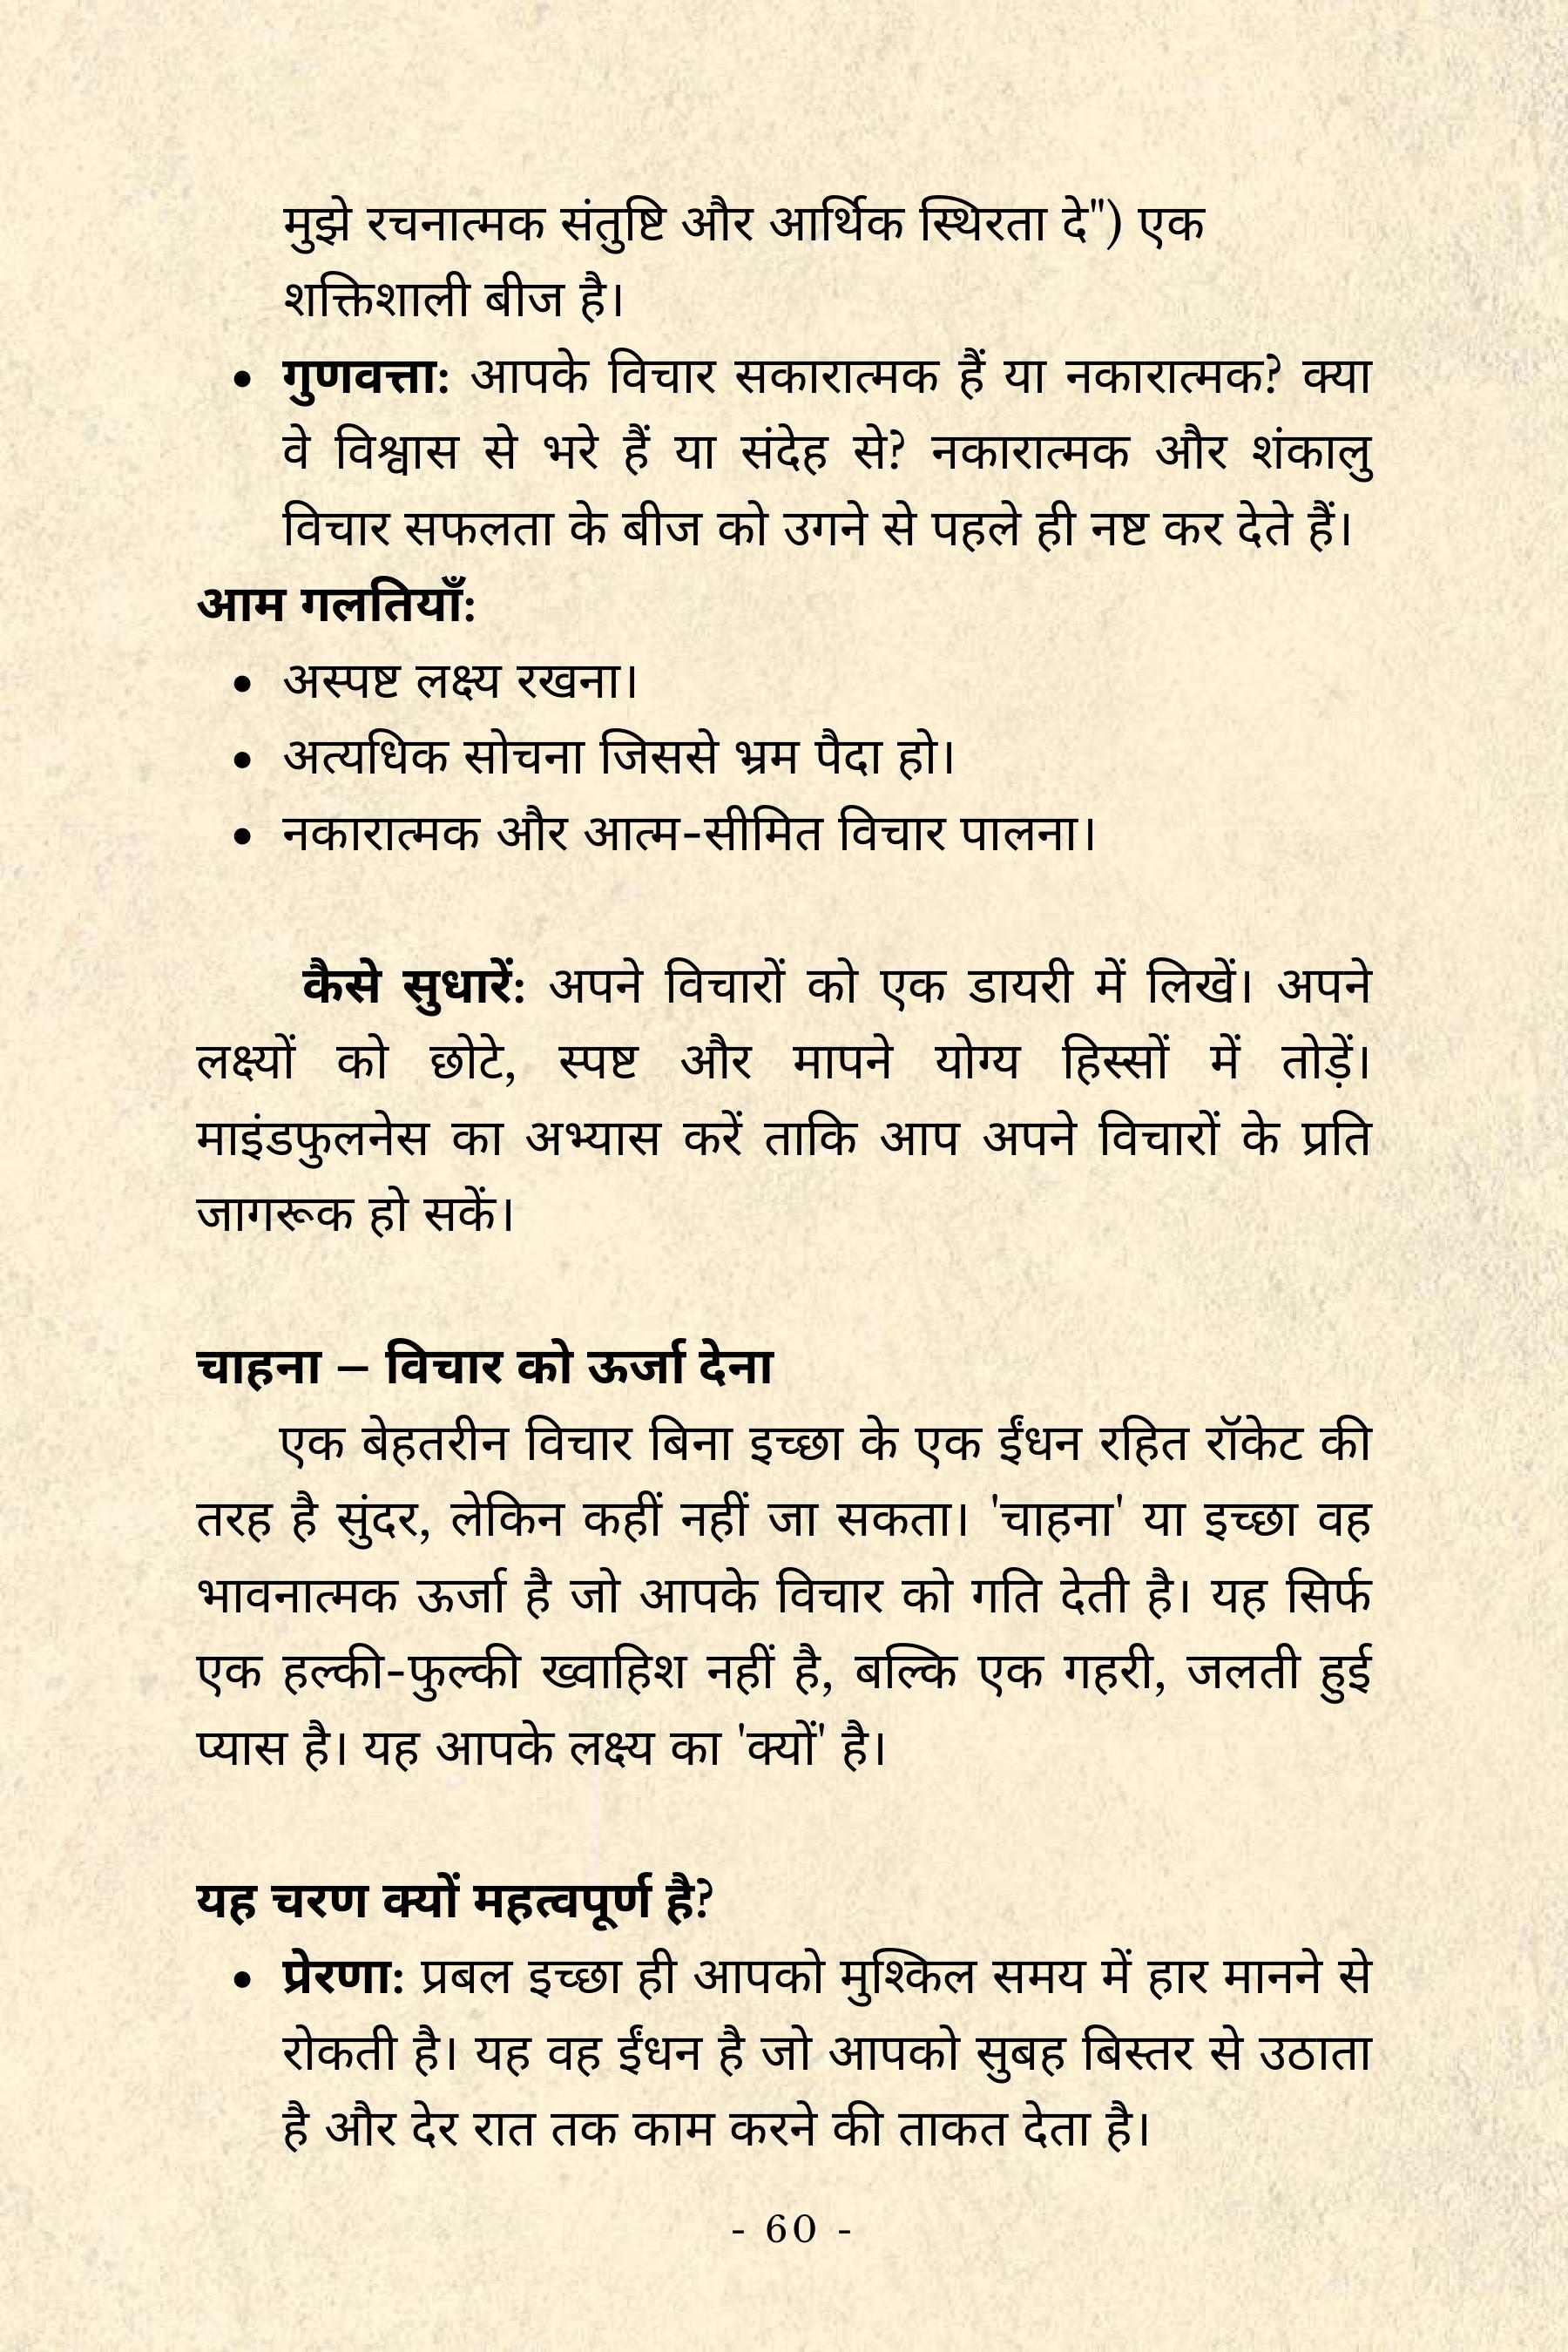 मुझे रचनात्मक संतुष्टि और आर्थिक स्थिरता दे") एक
शक्तिशाली बीज है।
• गुणवत्ता: आपके विचार सकारात्मक हैं या नकारात्मक? क्या
वे विश्वास से भरे हैं या संदेह से? नकारात्मक और शंकालु
विचार सफलता के बीज को उगने से पहले ही नष्ट कर देते हैं।
आम गलतियाँ:
• अस्पष्ट लक्ष्य रखना।
• अत्यधिक सोचना जिससे भ्रम पैदा हो।
• नकारात्मक और आत्म-सीमित विचार पालना।
कैसे सुधारें: अपने विचारों को एक डायरी में लिखें। अपने
लक्ष्यों को छोटे, स्पष्ट और मापने योग्य हिस्सों में तोड़ें।
माइंडफुलनेस का अभ्यास करें ताकि आप अपने विचारों के प्रति
जागरूक हो सकें।
चाहना – विचार को ऊर्जा देना
एक बेहतरीन विचार बिना इच्छा के एक ईंधन रहित रॉकेट की
तरह है सुंदर, लेकिन कहीं नहीं जा सकता। 'चाहना' या इच्छा वह
भावनात्मक ऊर्जा है जो आपके विचार को गति देती है। यह सिर्फ
एक हल्की-फुल्की ख्वाहिश नहीं है, बल्कि एक गहरी, जलती हुई
प्यास है। यह आपके लक्ष्य का 'क्यों' है।
यह चरण क्यों महत्वपूर्ण है?
• प्रेरणा: प्रबल इच्छा ही आपको मुश्किल समय में हार मानने से
रोकती है। यह वह ईंधन है जो आपको सुबह बिस्तर से उठाता
है और देर रात तक काम करने की ताकत देता है।
- 60 -